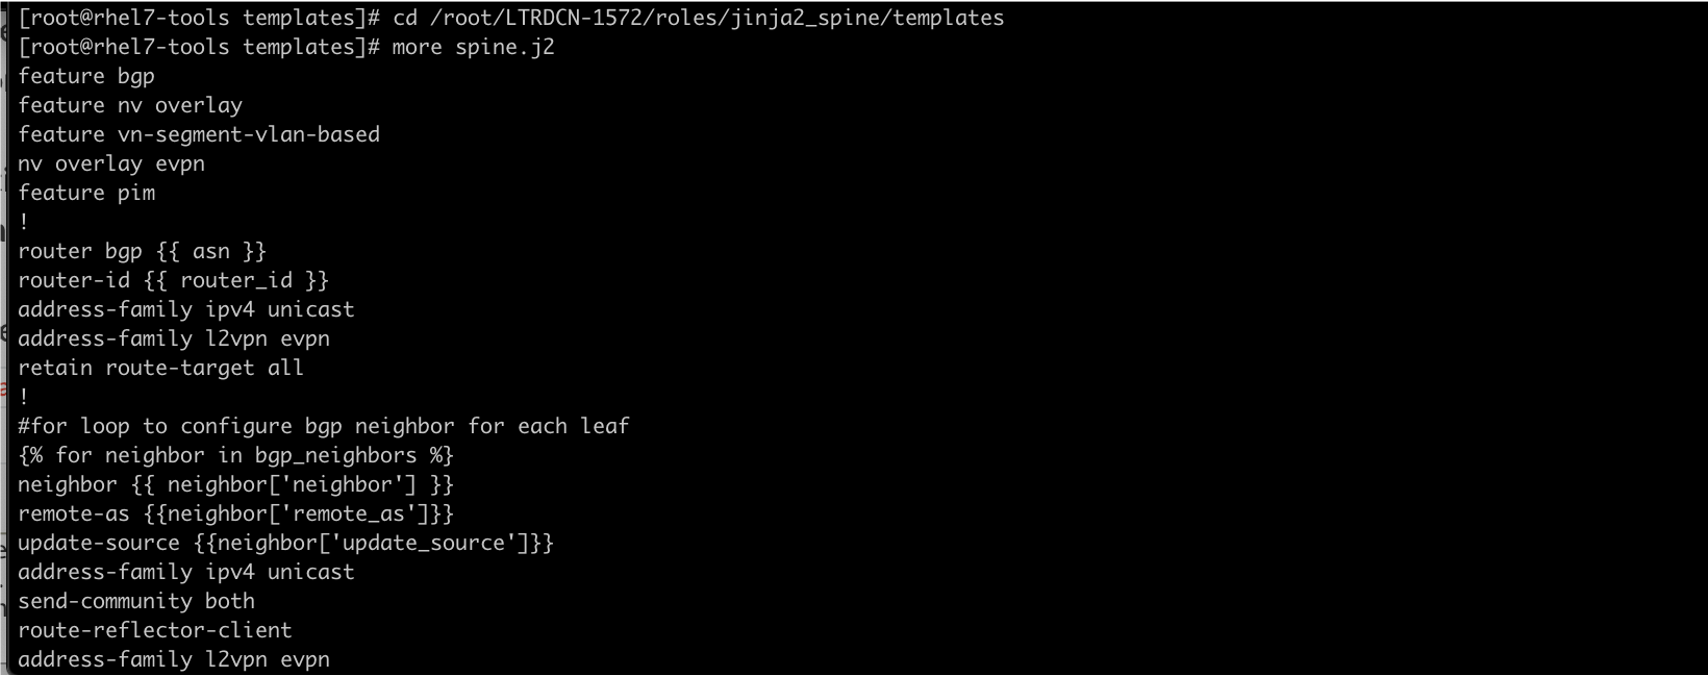 [root@rhel7-tools templates]# cd /root/LTRDCN-1572/roles/jinja2_spine/templates
[root@rhel7-tools templates]# more spine.j2
feature bgp
feature nv overlay
feature vn-segment-vlan-based
nv overlay evpn
feature pim
!
router bgp {{ asn }}
router-id {{ router_id }}
address-family ipv4 unicast
address-family l2vpn evpn
retain route-target all
!
#for loop to configure bgp neighbor for each leaf
{% for neighbor in bgp_neighbors %}
neighbor {{ neighbor['neighbor'] }}
remote-as {{neighbor['remote_as']}}
update-source {{neighbor['update_source']}}
address-family ipv4 unicast
send-community both
route-reflector-client
address-family l2vpn evpn